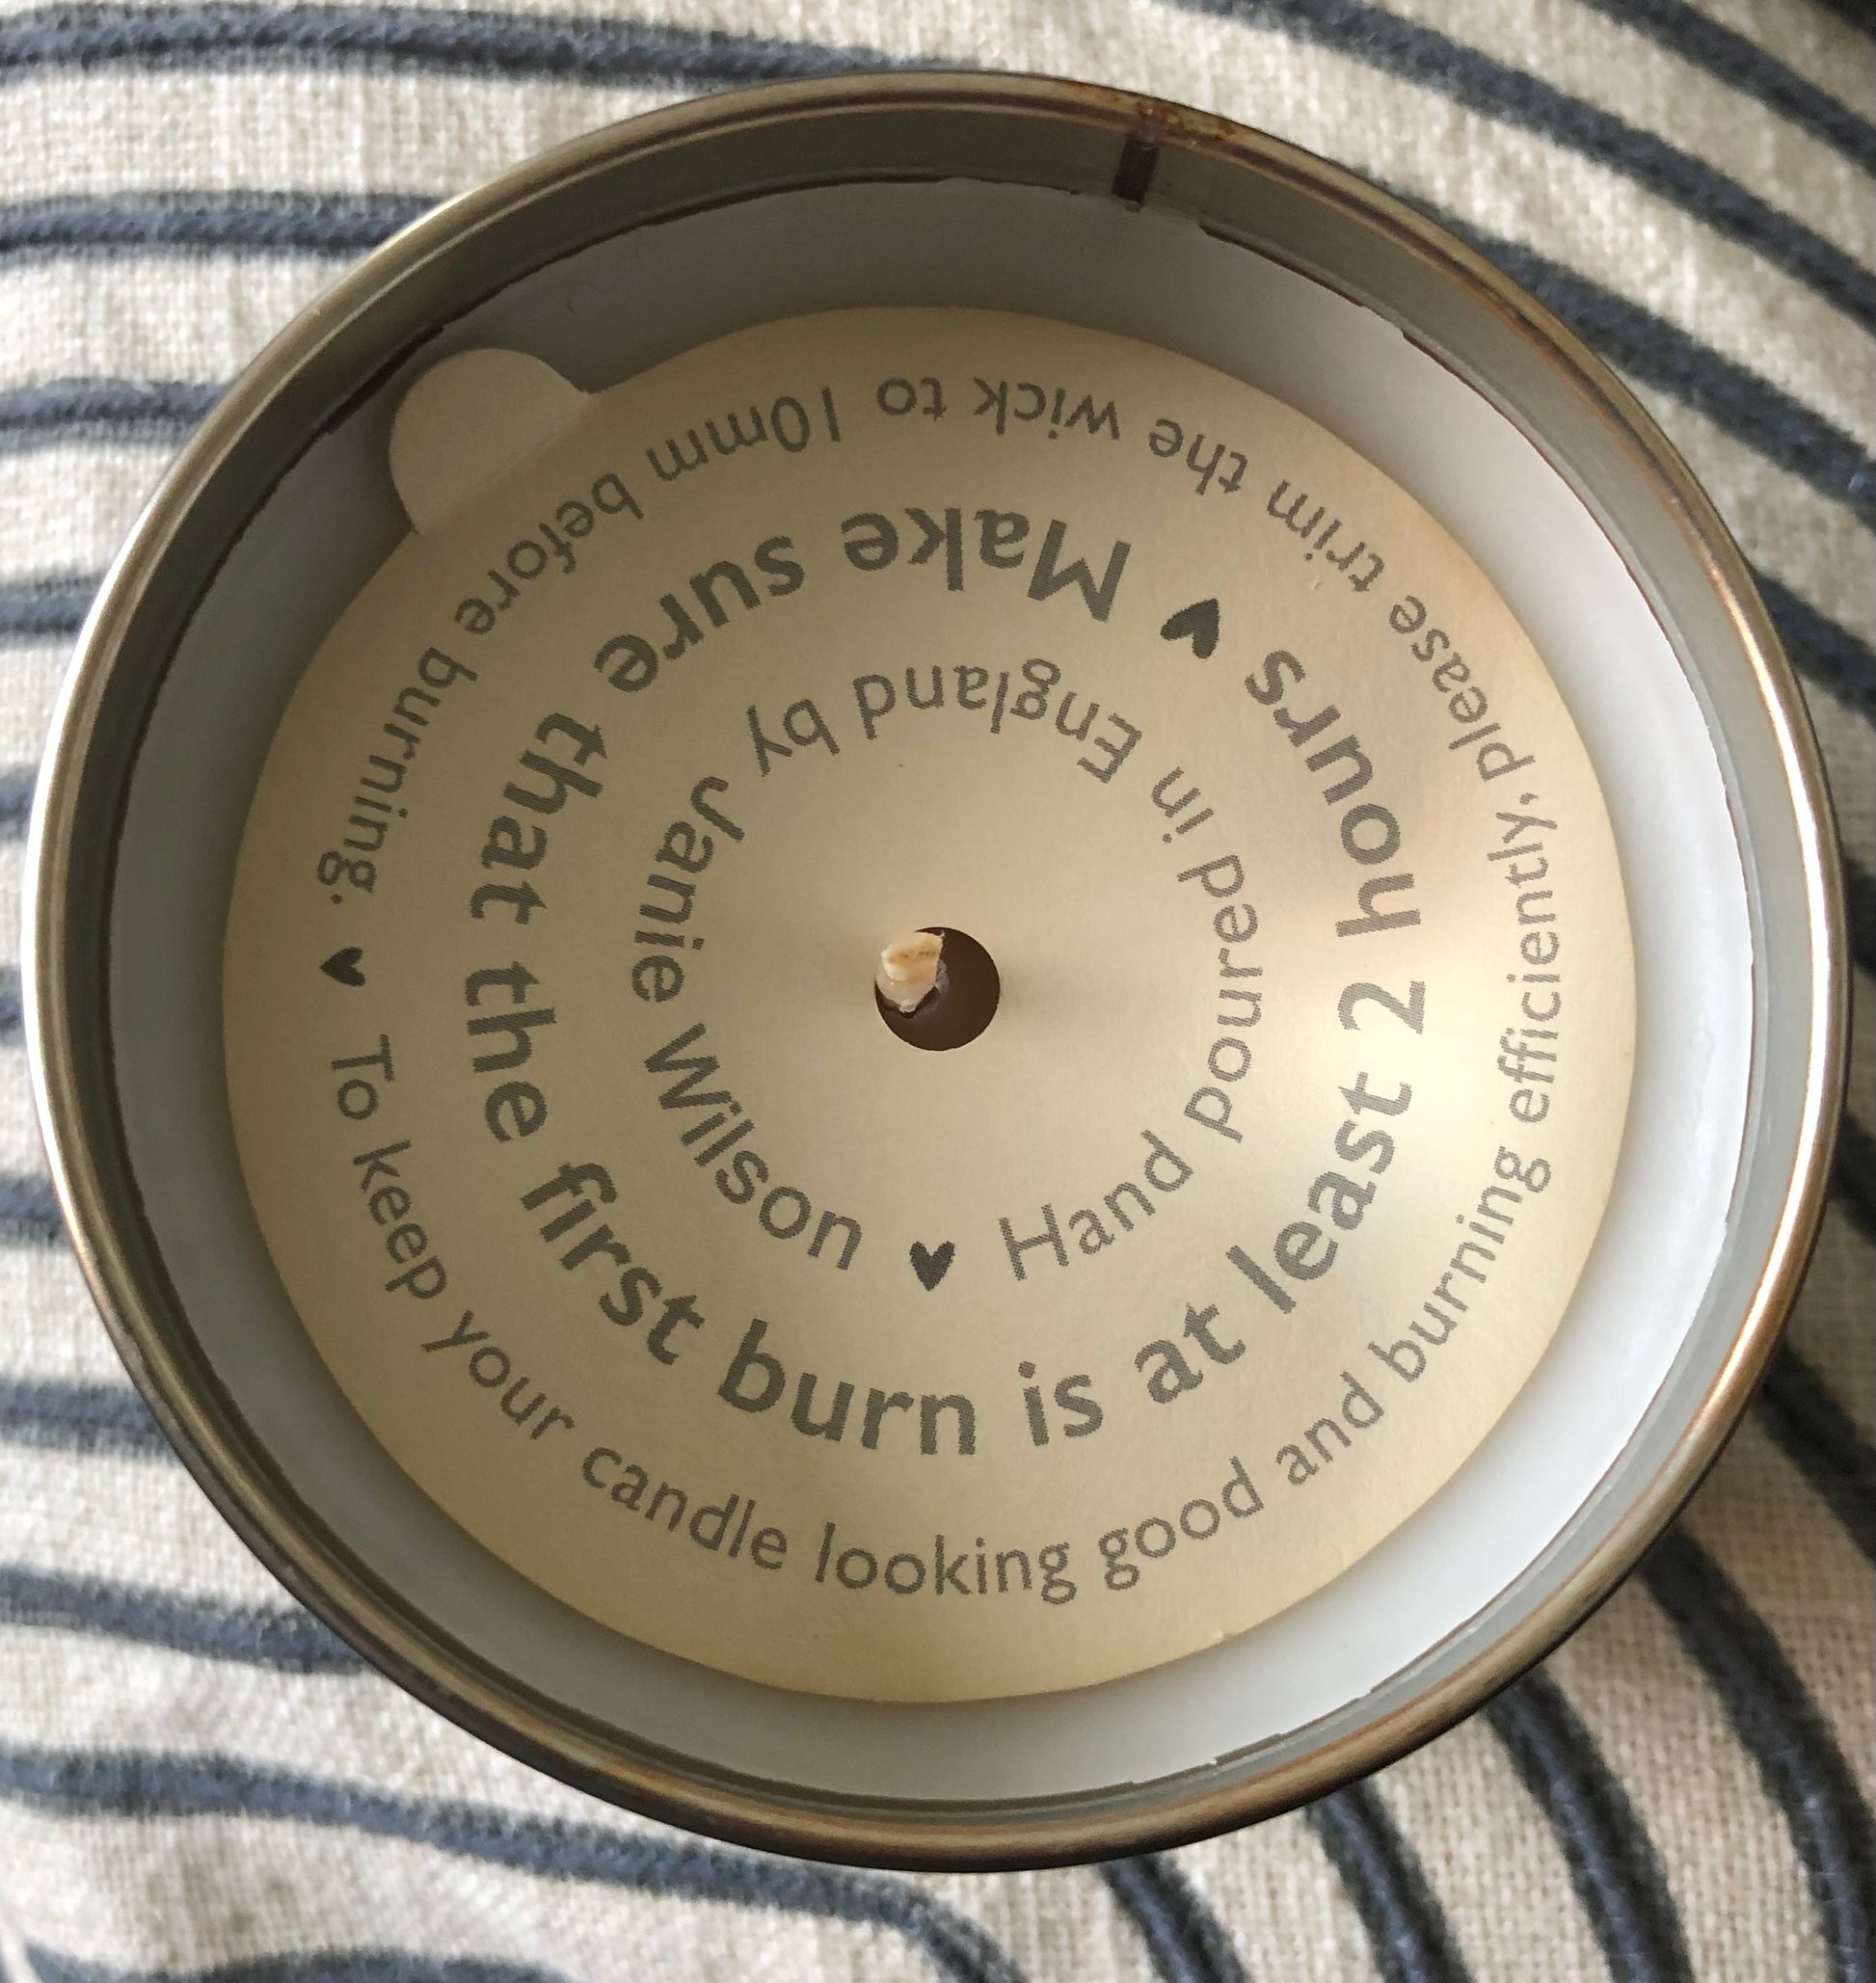 To keep your candle looking good and burning efficiently, please trim the wick to 10mm before burning. ♥
Make sure that the first burn is at least 2 hours ♥
Hand poured in England by Janie Wilson ♥